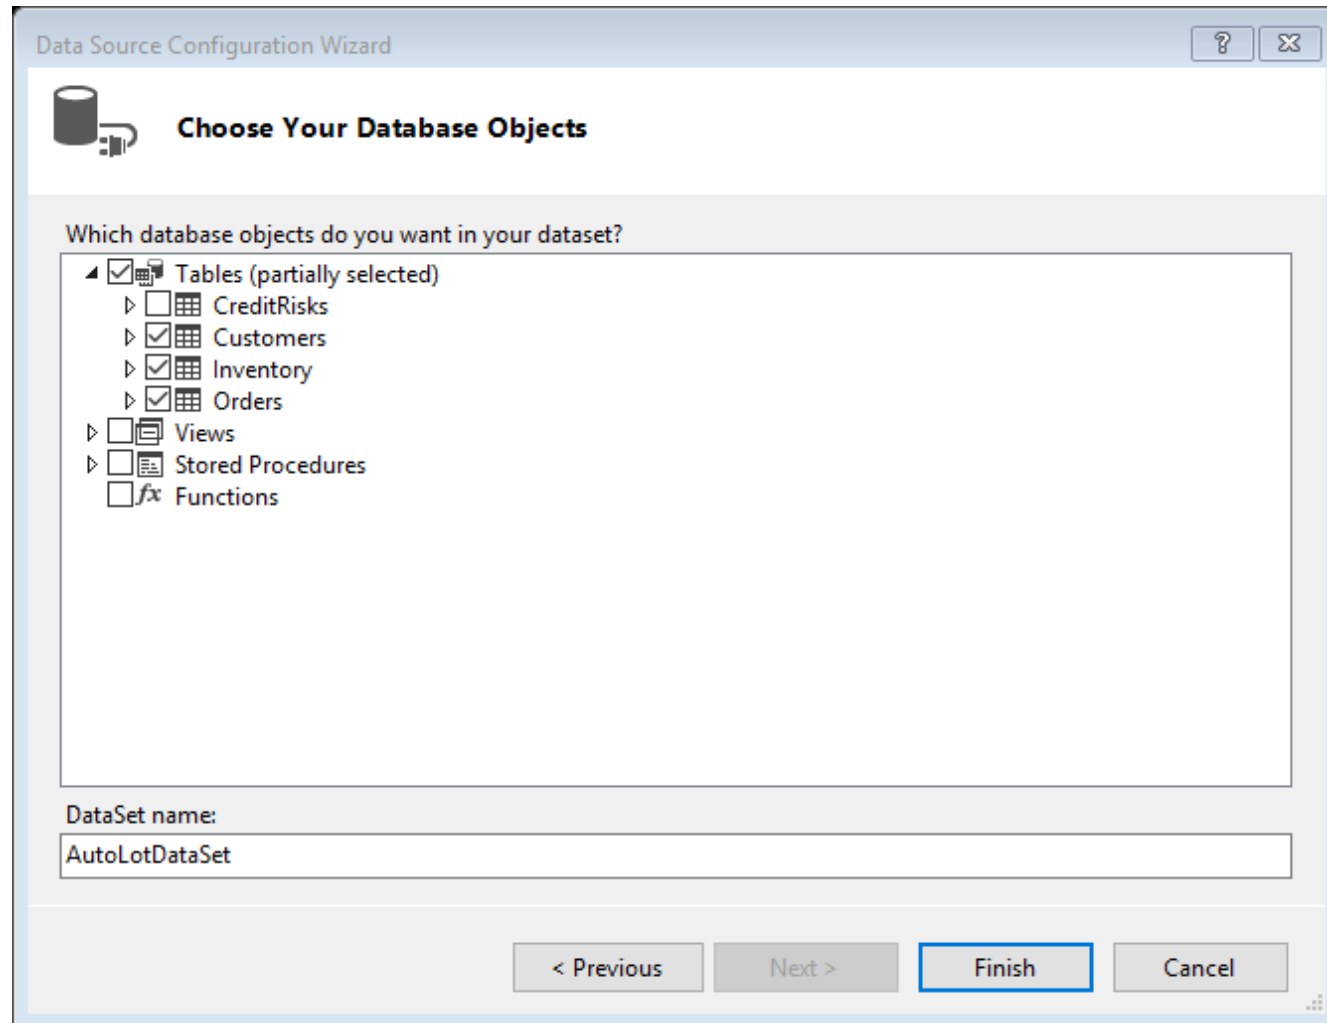 Data Source Configuration Wizard
Choose Your Database Objects
Which database objects do you want in your dataset?
Tables (partially selected)
CreditRisks
Customers
Inventory
Orders
Views
Stored Procedures
fx Functions
DataSet name:
AutoLotDataSet
< Previous Next > Finish Cancel